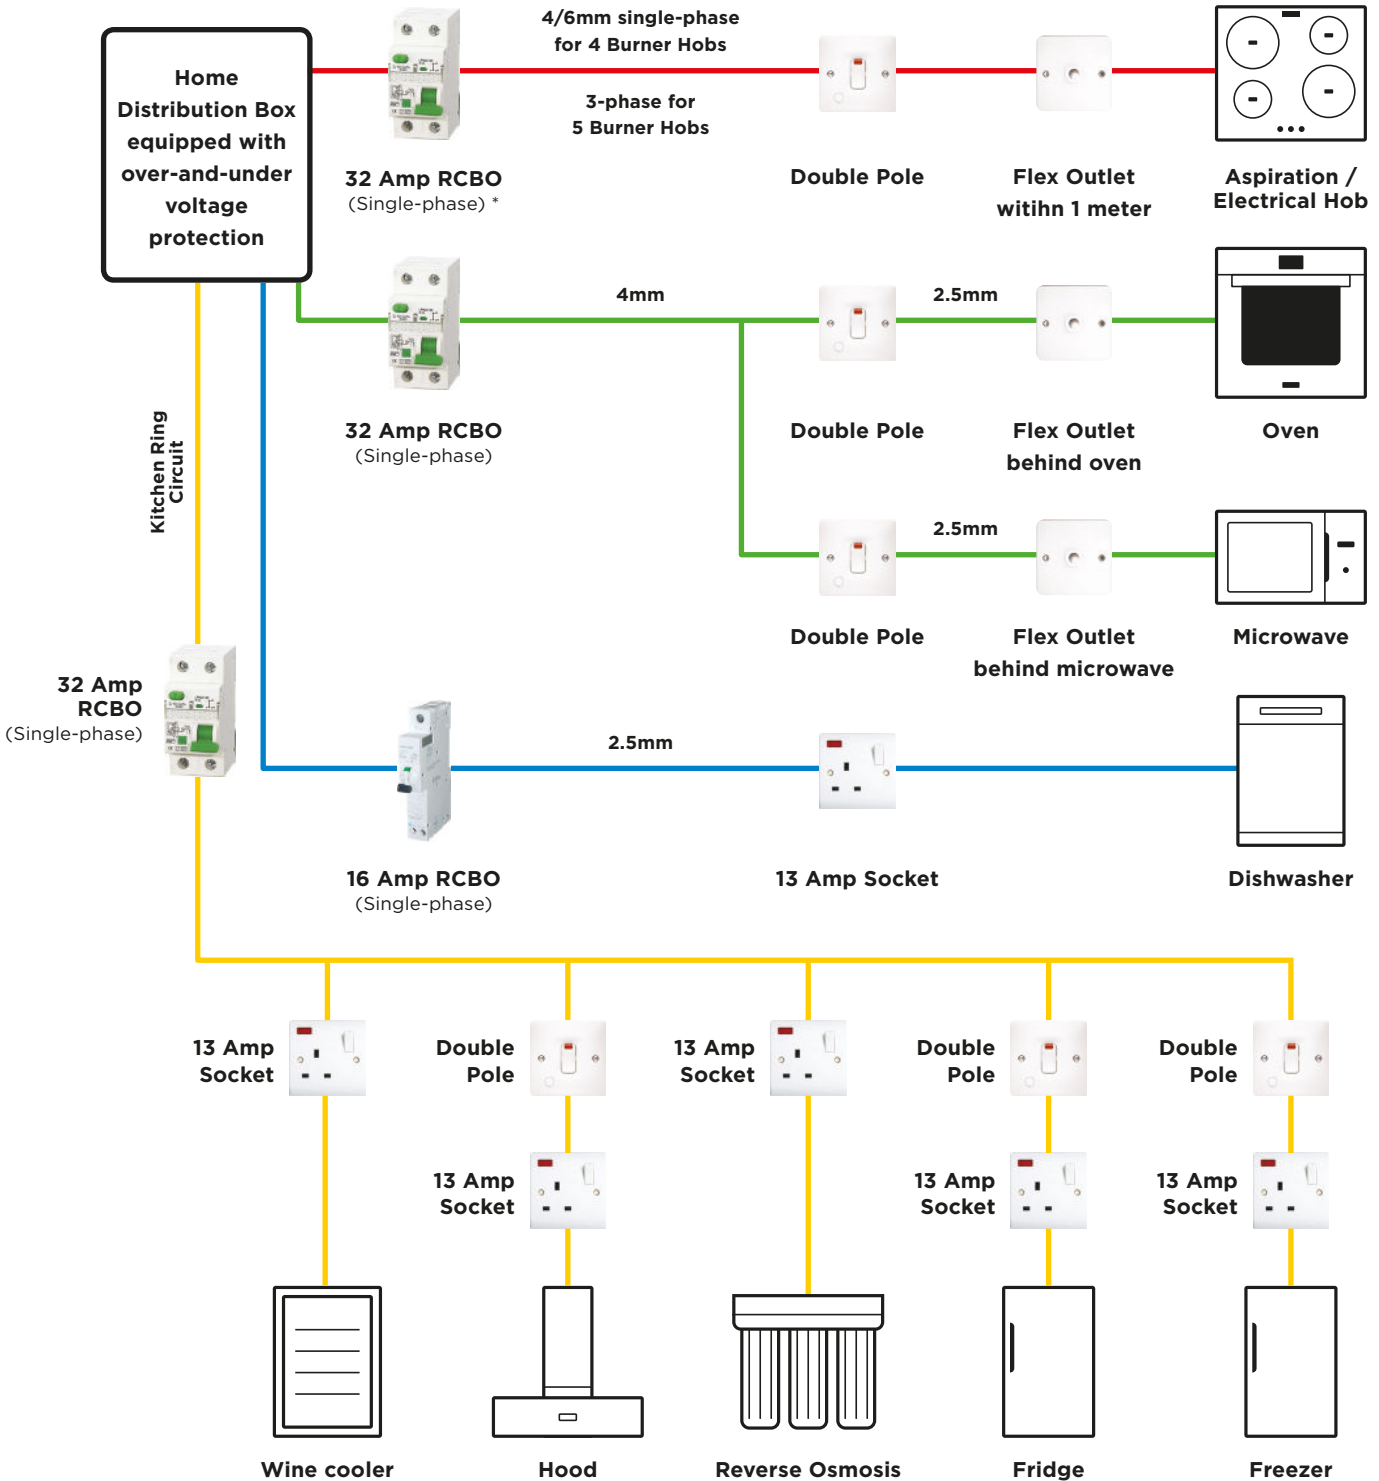 Home
Distribution Box
equipped with
over-and-under
voltage
protection
4/6mm single-phase
for 4 Burner Hobs
3-phase for
5 Burner Hobs
32 Amp RCBO
(Single-phase) *
Double Pole
Flex Outlet
witihn 1 meter
Aspiration /
Electrical Hob
4mm
2.5mm
32 Amp RCBO
(Single-phase)
Double Pole
Flex Outlet
behind oven
Oven
Kitchen Ring
Circuit
2.5mm
Double Pole
Flex Outlet
behind microwave
Microwave
32 Amp
RCBO
(Single-phase)
2.5mm
16 Amp RCBO
(Single-phase)
13 Amp Socket
Dishwasher
13 Amp
Socket
Double
Pole
13 Amp
Socket
Double
Pole
Double
Pole
13 Amp
Socket
13 Amp
Socket
13 Amp
Socket
Wine cooler
Hood
Reverse Osmosis
Fridge
Freezer